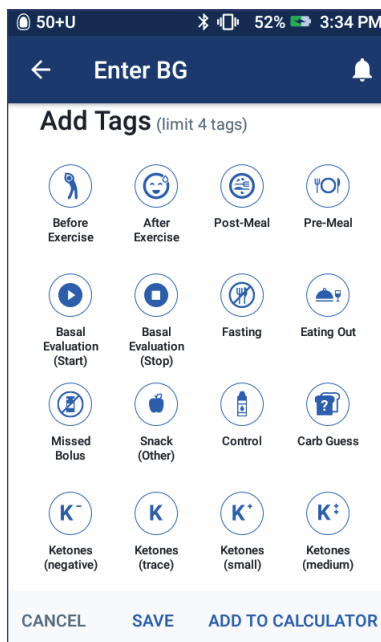 50+U 52% 3:34 PM
Enter BG
Add Tags (limit 4 tags)
Before After Post-Meal Pre-Meal
Exercise Exercise
Basal Basal Fasting Eating Out
Evaluation Evaluation
(Start) (Stop)
?
Missed Snack Control Carb Guess
Bolus (Other)
K- K K+ K‡
Ketones Ketones Ketones Ketones
(negative) (trace) (small) (medium)
CANCEL SAVE ADD TO CALCULATOR